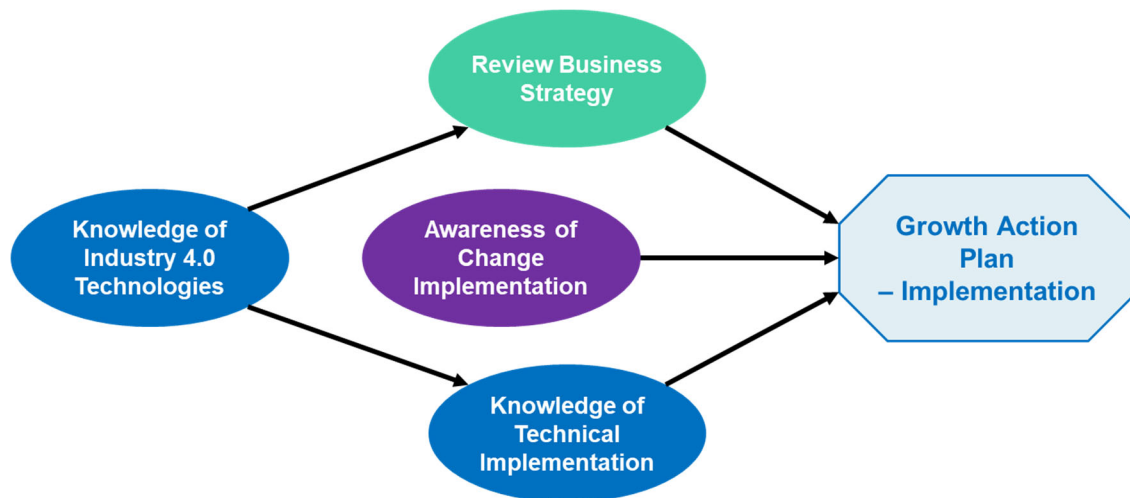 Review Business
Strategy
Knowledge of
Industry 4.0
Technologies
Awareness of
Change
Implementation
Growth Action
Plan
– Implementation
Knowledge of
Technical
Implementation